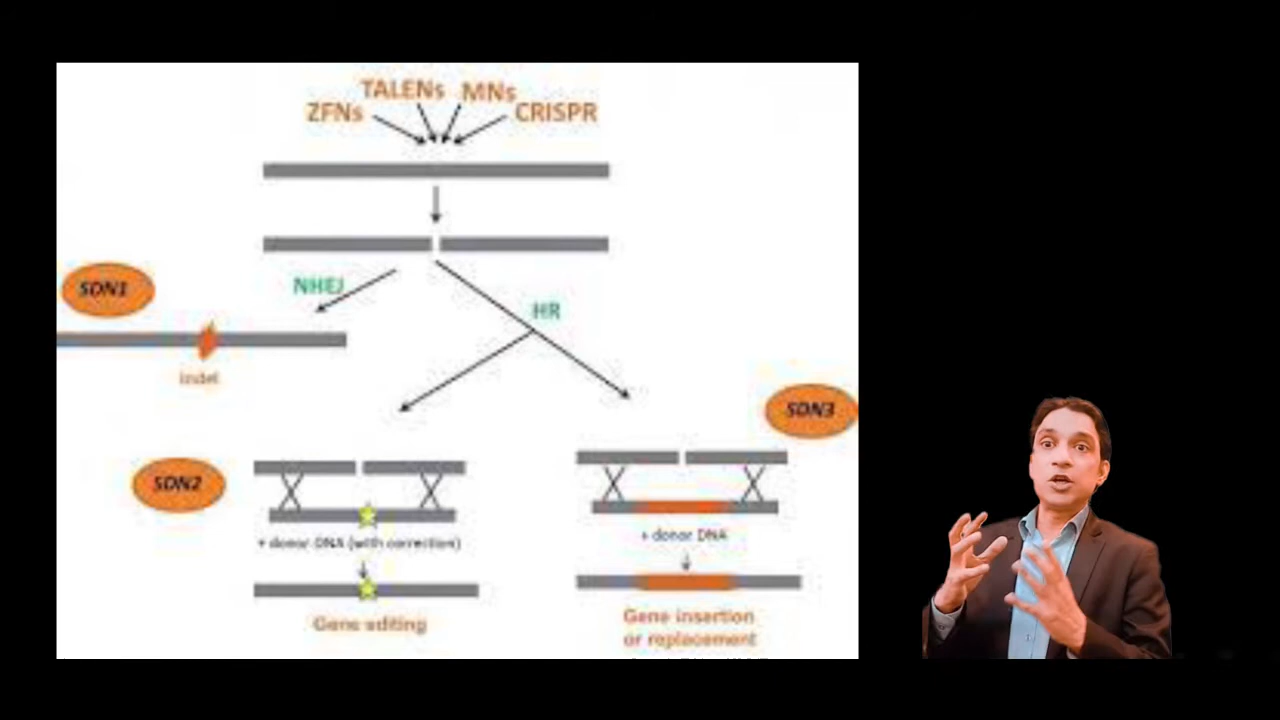 TALENs MNs
ZFNs CRISPR
NHEJ
SDN1
HR
indel
SDN3
SDN2
+ donor DNA (with correction)
+ donor DNA
Gene editing
Gene insertion
or replacement